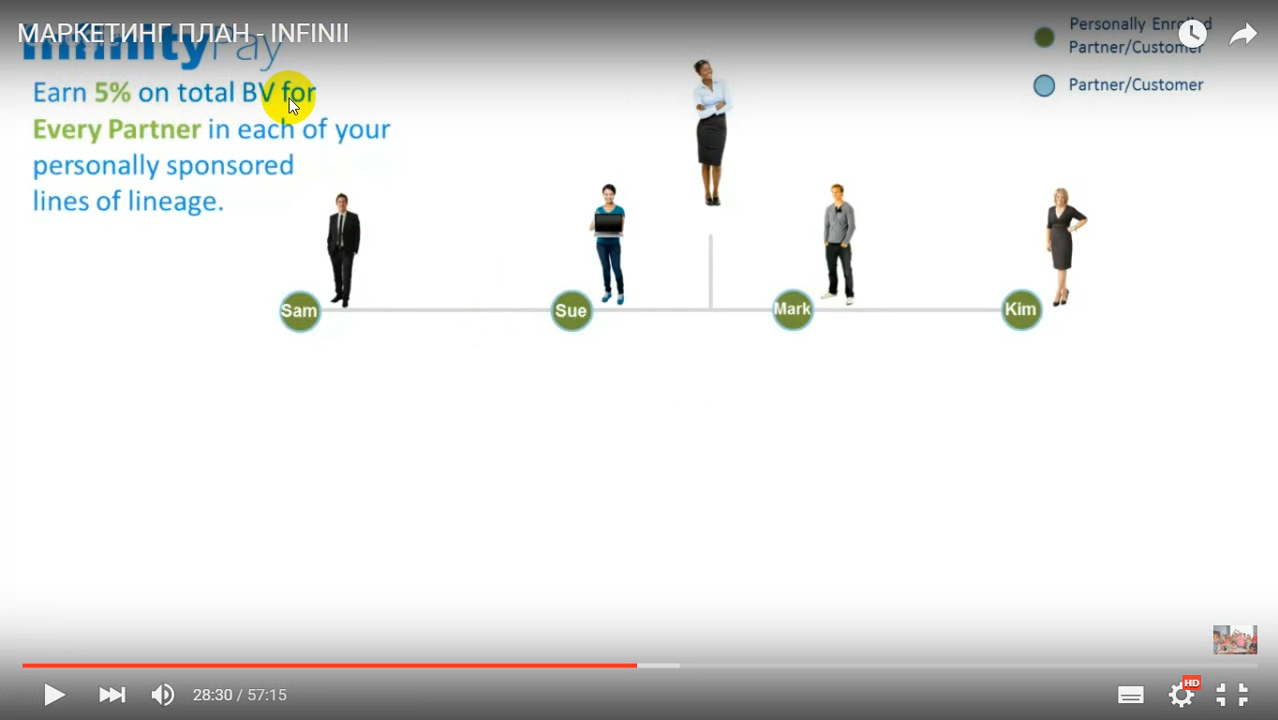 МАРКЕТИНГ ПЛАН - INFINII
InfinityPay
Personally Enrolled
Partner/Customer
Partner/Customer
Earn 5% on total BV for
Every Partner in each of your
personally sponsored
lines of lineage.
Sam
Sue
Mark
Kim
28:30 / 57:15
HD